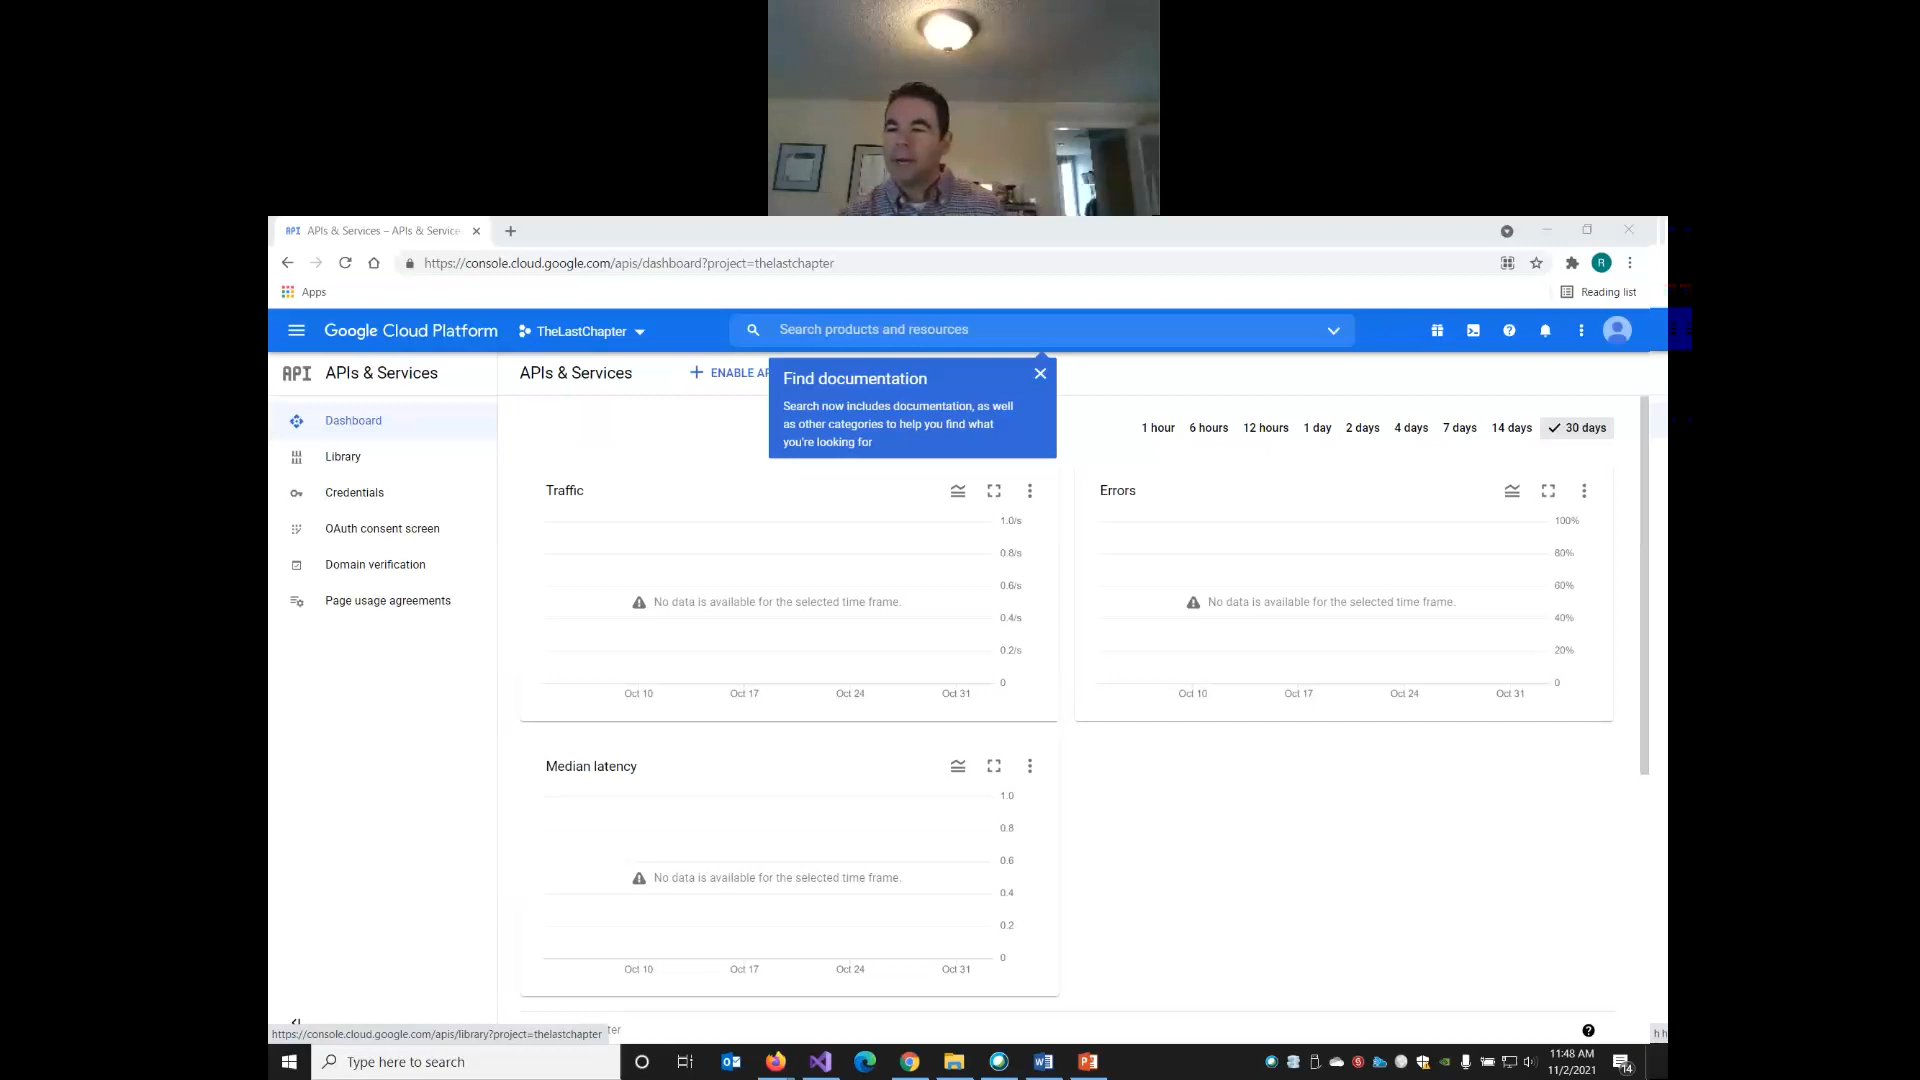 API APIs & Services – APIs & Service
https://console.cloud.google.com/apis/dashboard?project=thelastchapter
R
Apps
Reading list
Google Cloud Platform
TheLastChapter
Search products and resources
API APIs & Services
APIs & Services
ENABLE AP
Find documentation
Search now includes documentation, as well
as other categories to help you find what
you're looking for
Dashboard
Library
Credentials
OAuth consent screen
Domain verification
Page usage agreements
1 hour 6 hours 12 hours 1 day 2 days 4 days 7 days 14 days 30 days
Traffic
1.0/s
0.8/s
0.6/s
No data is available for the selected time frame.
0.4/s
0.2/s
0
Oct 10 Oct 17 Oct 24 Oct 31
Errors
100%
80%
60%
No data is available for the selected time frame.
40%
20%
0
Oct 10 Oct 17 Oct 24 Oct 31
Median latency
1.0
0.8
0.6
No data is available for the selected time frame.
0.4
0.2
0
Oct 10 Oct 17 Oct 24 Oct 31
https://console.cloud.google.com/apis/library?project=thelastchapter
ter
h h
Type here to search
11:48 AM
11/2/2021
14